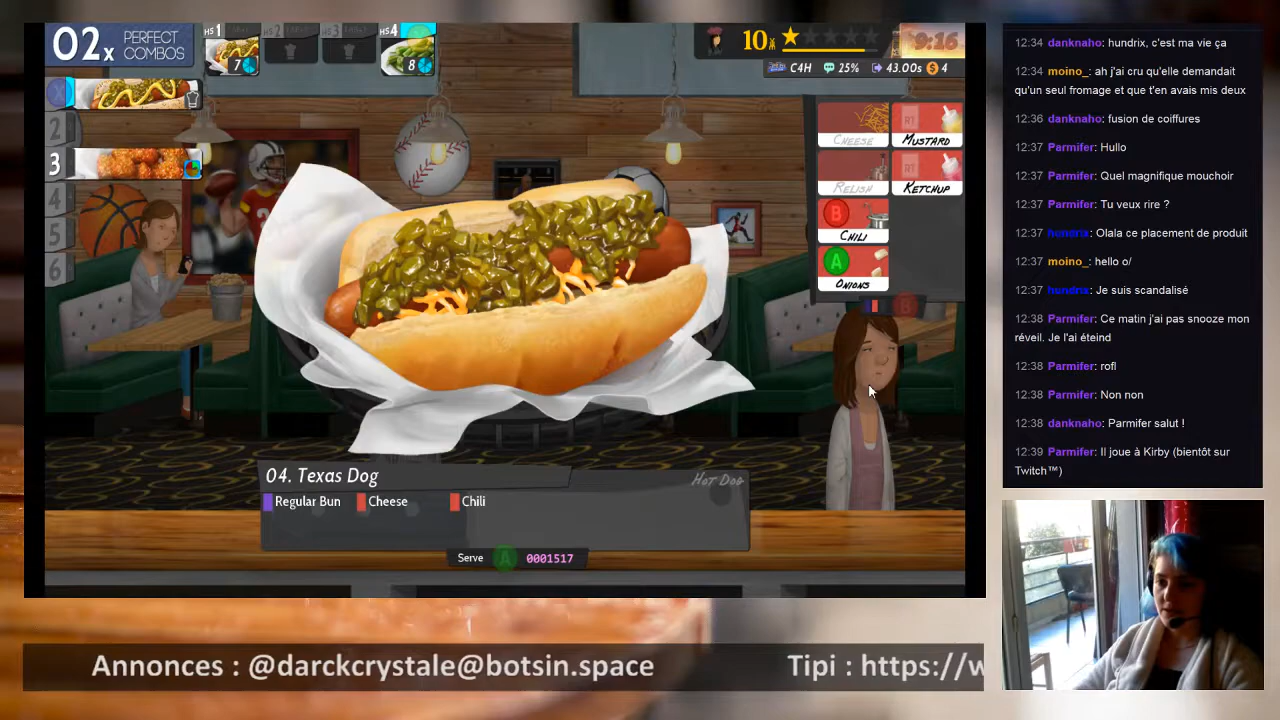 02x PERFECT
COMBOS
HS1
HS2
HS3
HS4
7
8
10
9:16
C4H 25% 43.00s $ 4
X
2
3
4
5
6
CHEESE MUSTARD
RELISH KETCHUP
B
CHILI
A
ONIONS
RT
RT
B
04. Texas Dog
HOT DOG
Regular Bun Cheese Chili
Serve A 0001517
12:34 danknaho: hundrix, c'est ma vie ça
12:34 moino_: ah j'ai cru qu'elle demandait
qu'un seul fromage et que t'en avais mis deux
12:36 danknaho: fusion de coiffures
12:37 Parmifer: Hullo
12:37 Parmifer: Quel magnifique mouchoir
12:37 Parmifer: Tu veux rire ?
12:37 hundrix: Olala ce placement de produit
12:37 moino_: hello o/
12:37 hundrix: Je suis scandalisé
12:38 Parmifer: Ce matin j'ai pas snooze mon
réveil. Je l'ai éteind
12:38 Parmifer: rofl
12:38 Parmifer: Non non
12:38 danknaho: Parmifer salut !
12:39 Parmifer: Il joue à Kirby (bientôt sur
Twitch™)
Annonces : @darckcrystale@botsin.space Tipi : https://w